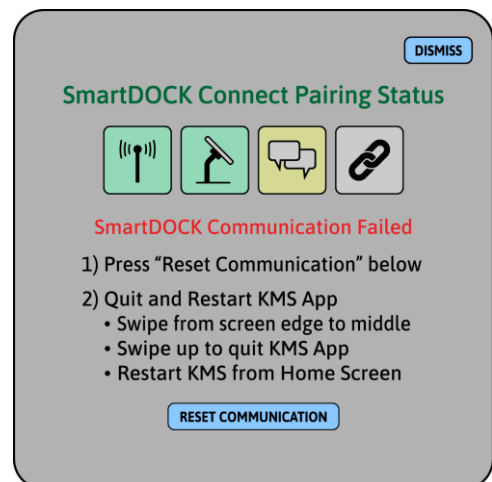 DISMISS
SmartDOCK Connect Pairing Status
SmartDOCK Communication Failed
1) Press “Reset Communication” below
2) Quit and Restart KMS App
• Swipe from screen edge to middle
• Swipe up to quit KMS App
• Restart KMS from Home Screen
RESET COMMUNICATION